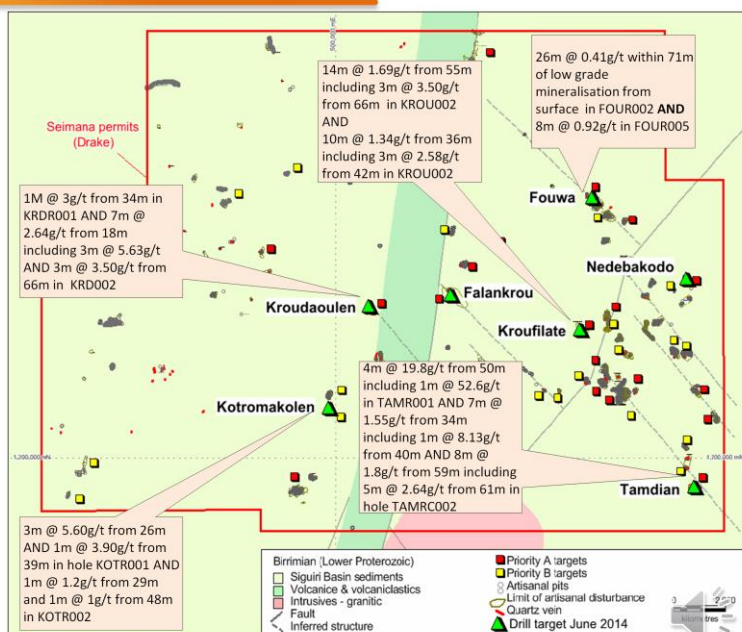 500,000 mE
14m @ 1.69g/t from 55m
including 3m @ 3.50g/t
from 66m in KROU002
AND
10m @ 1.34g/t from 36m
including 3m @ 2.58g/t
from 42m in KROU002
26m @ 0.41g/t within 71m
of low grade
mineralisation from
surface in FOUR002 AND
8m @ 0.92g/t in FOUR005
Seimana permits
(Drake)
1M @ 3g/t from 34m in
KRDR001 AND 7m @
2.64g/t from 18m
including 3m @ 5.63g/t
AND 3m @ 3.50g/t from
66m in KRD002
Fouwa
Nedebakodo
Kroudaoulen
Falankrou
Kroufilate
Kotromakolen
4m @ 19.8g/t from 50m
including 1m @ 52.6g/t
in TAMR001 AND 7m @
1.55g/t from 34m
including 1m @ 8.13g/t
from 40m AND 8m @
1.8g/t from 59m including
5m @ 2.64g/t from 61m in
hole TAMRC002
1,200,000 mN
Tamdian
3m @ 5.60g/t from 26m
AND 1m @ 3.90g/t from
39m in hole KOTR001 AND
1m @ 1.2g/t from 29m
and 1m @ 1g/t from 48m
in KOTR002
Birrimian (Lower Proterozoic)
Siguiri Basin sediments
Volcanice & volcaniclastics
Intrusives - granitic
Fault
Inferred structure
Priority A targets
Priority B targets
Artisanal pits
Limit of artisanal disturbance
Quartz vein
Drill target June 2014
0
kilometres